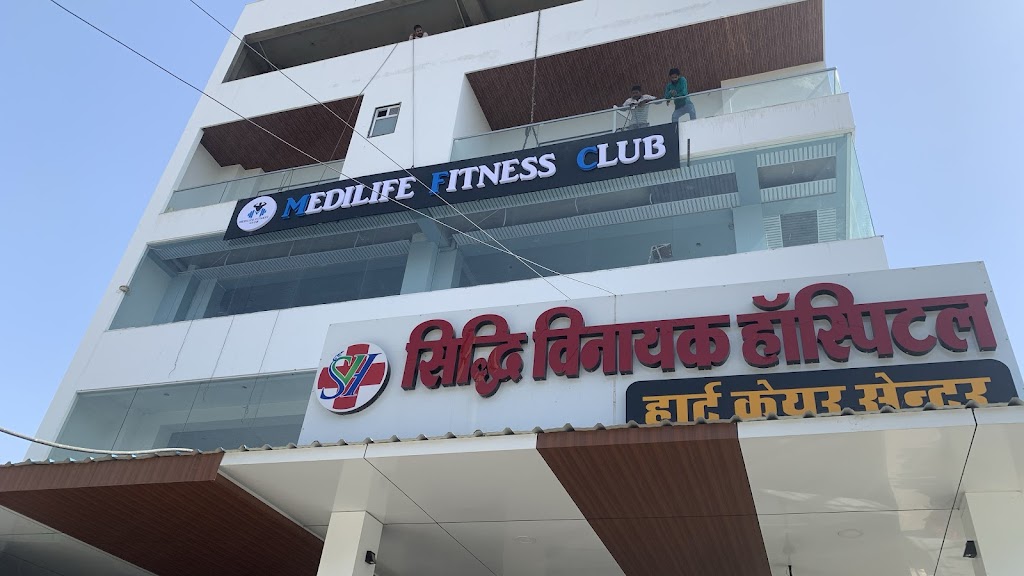 MEDILIFE FITNESS CLUB
सिद्धि विनायक हॉस्पिटल
हार्ट केयर सेन्टर